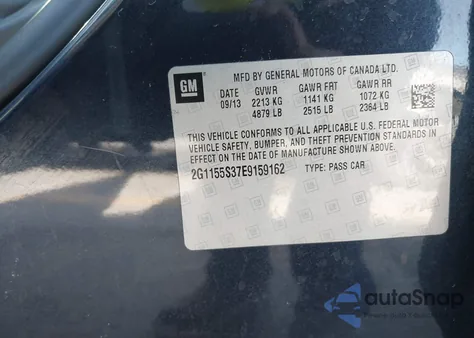 GM
MFD BY GENERAL MOTORS OF CANADA LTD.
DATE GVWR GAWR FRT GAWR RR
09/13 2213 KG 1141 KG 1072 KG
4879 LB 2515 LB 2364 LB
THIS VEHICLE CONFORMS TO ALL APPLICABLE U.S. FEDERAL MOTOR
VEHICLE SAFETY, BUMPER, AND THEFT PREVENTION STANDARDS IN
EFFECT ON THE DATE OF MANUFACTURE SHOWN ABOVE.
2G1155S37E9159162 TYPE: PASS CAR
autoSnap